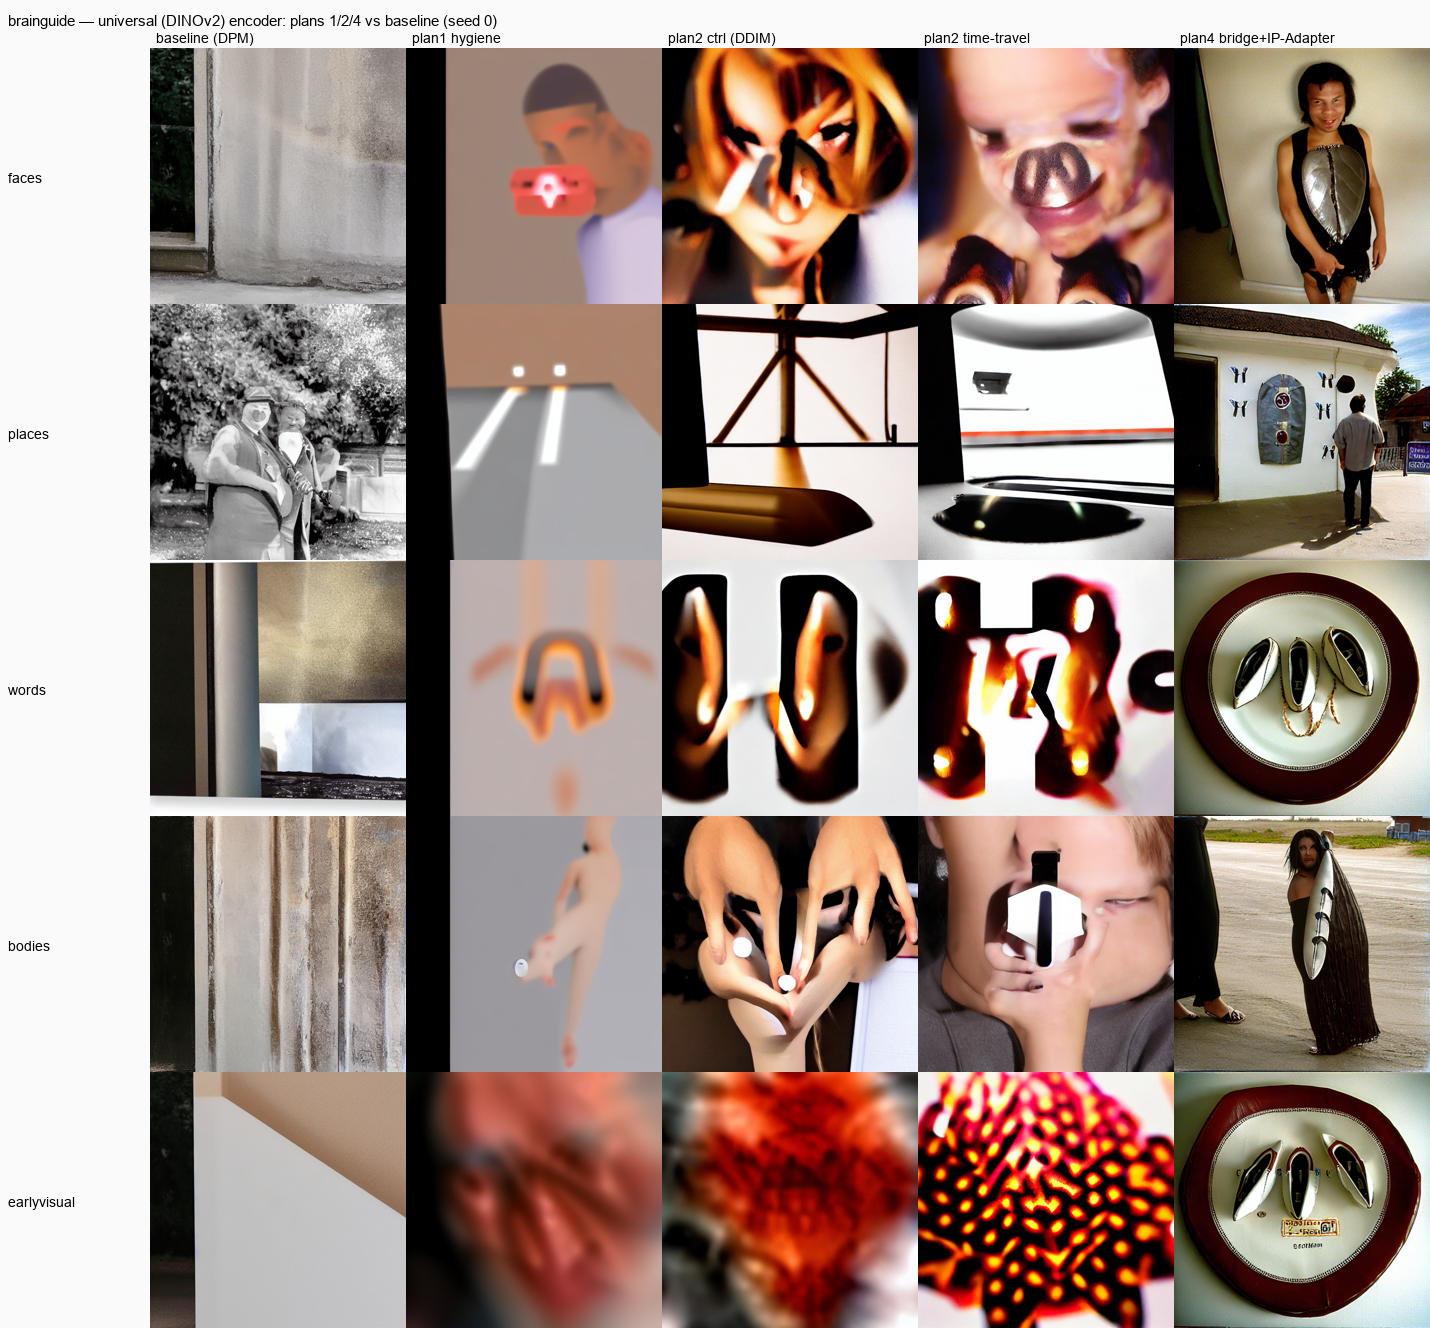 brainguide — universal (DINOv2) encoder: plans 1/2/4 vs baseline (seed 0)
baseline (DPM) plan1 hygiene plan2 ctrl (DDIM) plan2 time-travel plan4 bridge+IP-Adapter
faces
places
words
bodies
earlyvisual